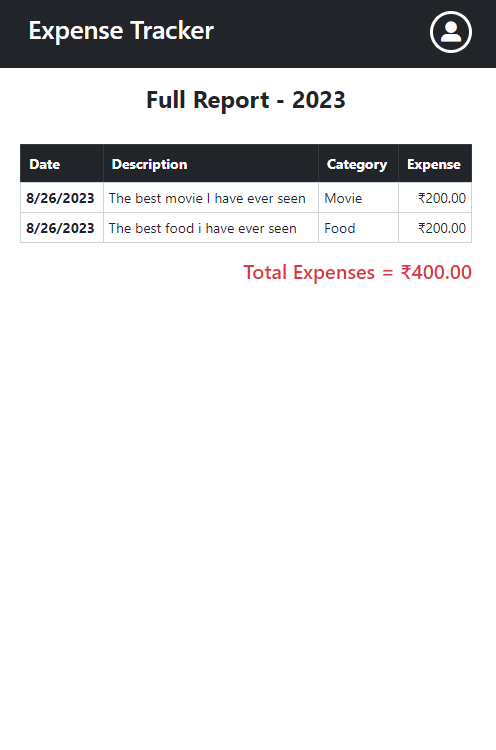 Expense Tracker
Full Report - 2023
Date Description Category Expense
8/26/2023 The best movie I have ever seen Movie ₹200.00
8/26/2023 The best food i have ever seen Food ₹200.00
Total Expenses = ₹400.00